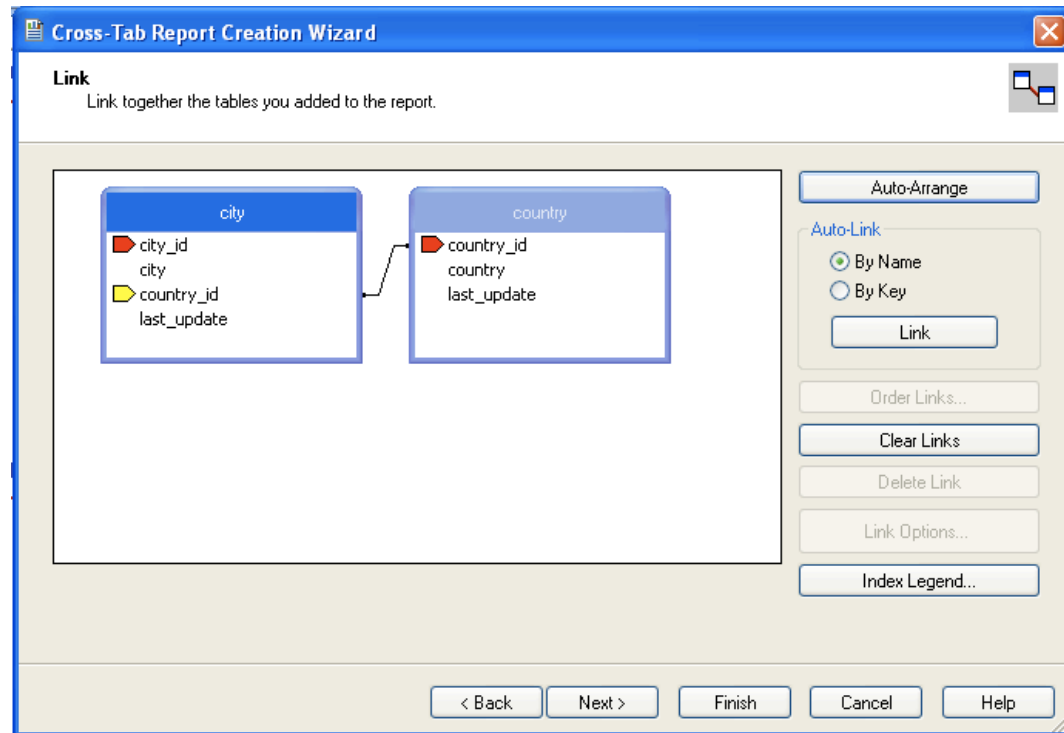 Cross-Tab Report Creation Wizard
Link
Link together the tables you added to the report.
city
city_id
city
country_id
last_update
country
country_id
country
last_update
Auto-Arrange
Auto-Link
By Name
By Key
Link
Order Links...
Clear Links
Delete Link
Link Options...
Index Legend...
< Back
Next >
Finish
Cancel
Help